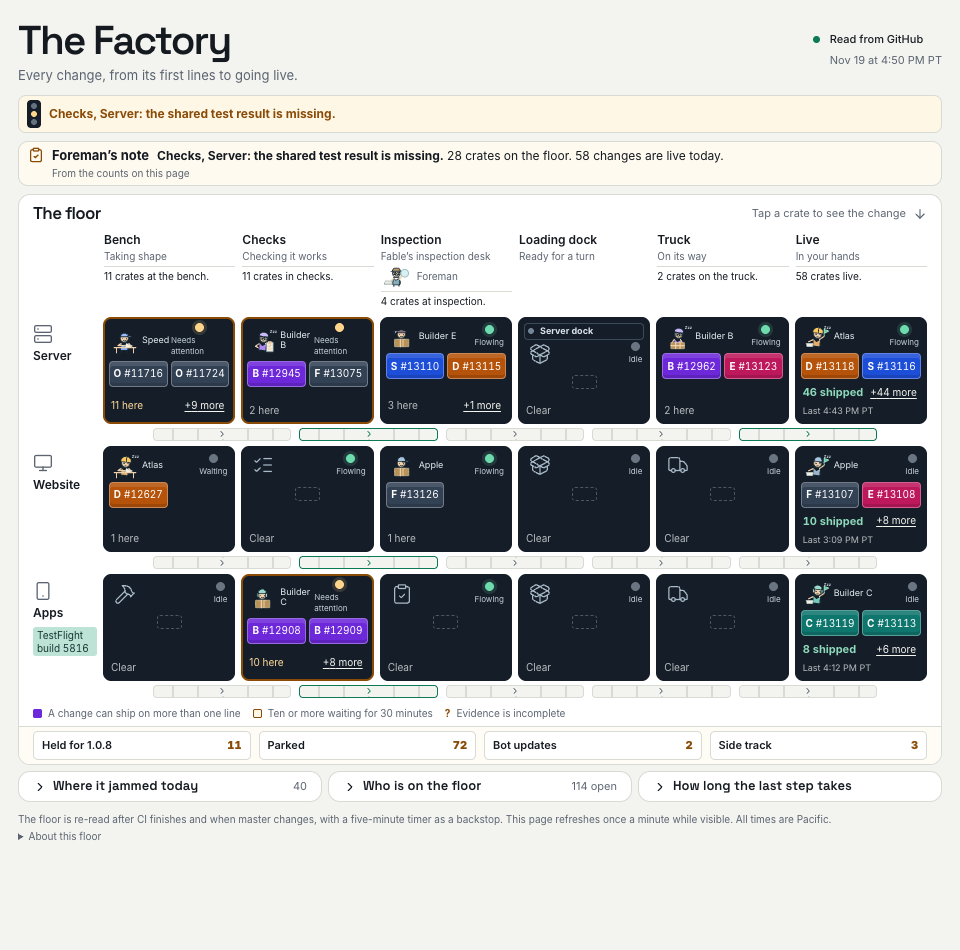 The Factory
Every change, from its first lines to going live.
Read from GitHub
Nov 19 at 4:50 PM PT
Checks, Server: the shared test result is missing.
Foreman's note Checks, Server: the shared test result is missing. 28 crates on the floor. 58 changes are live today.
From the counts on this page
The floor
Tap a crate to see the change ↓
Bench
Taking shape
11 crates at the bench.
Checks
Checking it works
11 crates in checks.
Inspection
Fable's inspection desk
Foreman
4 crates at inspection.
Loading dock
Ready for a turn
Truck
On its way
2 crates on the truck.
Live
In your hands
58 crates live.
Server
Speed Needs attention
O #11716 O #11724
11 here +9 more
Builder B Needs attention
B #12945 F #13075
2 here
Builder E Flowing
S #13110 D #13115
3 here +1 more
Server dock
Idle
Clear
Builder B Flowing
B #12962 E #13123
2 here
Atlas Flowing
D #13118 S #13116
46 shipped +44 more
Last 4:43 PM PT
Website
Atlas Waiting
D #12627
1 here
Flowing
Clear
Apple Flowing
F #13126
1 here
Idle
Clear
Idle
Clear
Apple Idle
F #13107 E #13108
10 shipped +8 more
Last 3:09 PM PT
Apps
TestFlight build 5816
Idle
Clear
Builder C Needs attention
B #12908 B #12909
10 here +8 more
Flowing
Clear
Idle
Clear
Idle
Clear
Builder C Idle
C #13119 C #13113
8 shipped +6 more
Last 4:12 PM PT
A change can ship on more than one line
Ten or more waiting for 30 minutes
? Evidence is incomplete
Held for 1.0.8 11
Parked 72
Bot updates 2
Side track 3
Where it jammed today 40
Who is on the floor 114 open
How long the last step takes
The floor is re-read after CI finishes and when master changes, with a five-minute timer as a backstop. This page refreshes once a minute while visible. All times are Pacific.
About this floor